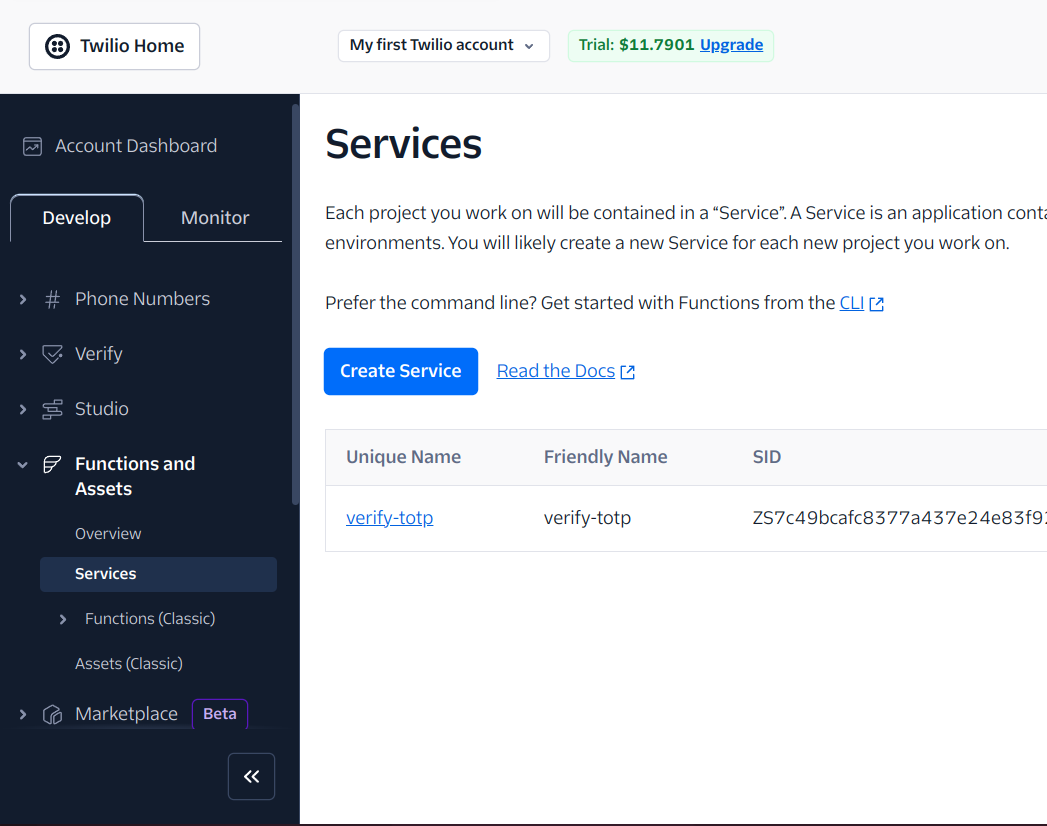 Twilio Home
My first Twilio account
Trial: $11.7901 Upgrade
Account Dashboard
Develop
Monitor
Phone Numbers
Verify
Studio
Functions and
Assets
Overview
Services
Functions (Classic)
Assets (Classic)
Marketplace
Beta
Services
Each project you work on will be contained in a “Service”. A Service is an application
environments. You will likely create a new Service for each new project you work on.
Prefer the command line? Get started with Functions from the CLI
Create Service
Read the Docs
Unique Name Friendly Name SID
verify-totp verify-totp ZS7c49bcafc8377a437e24e83f9